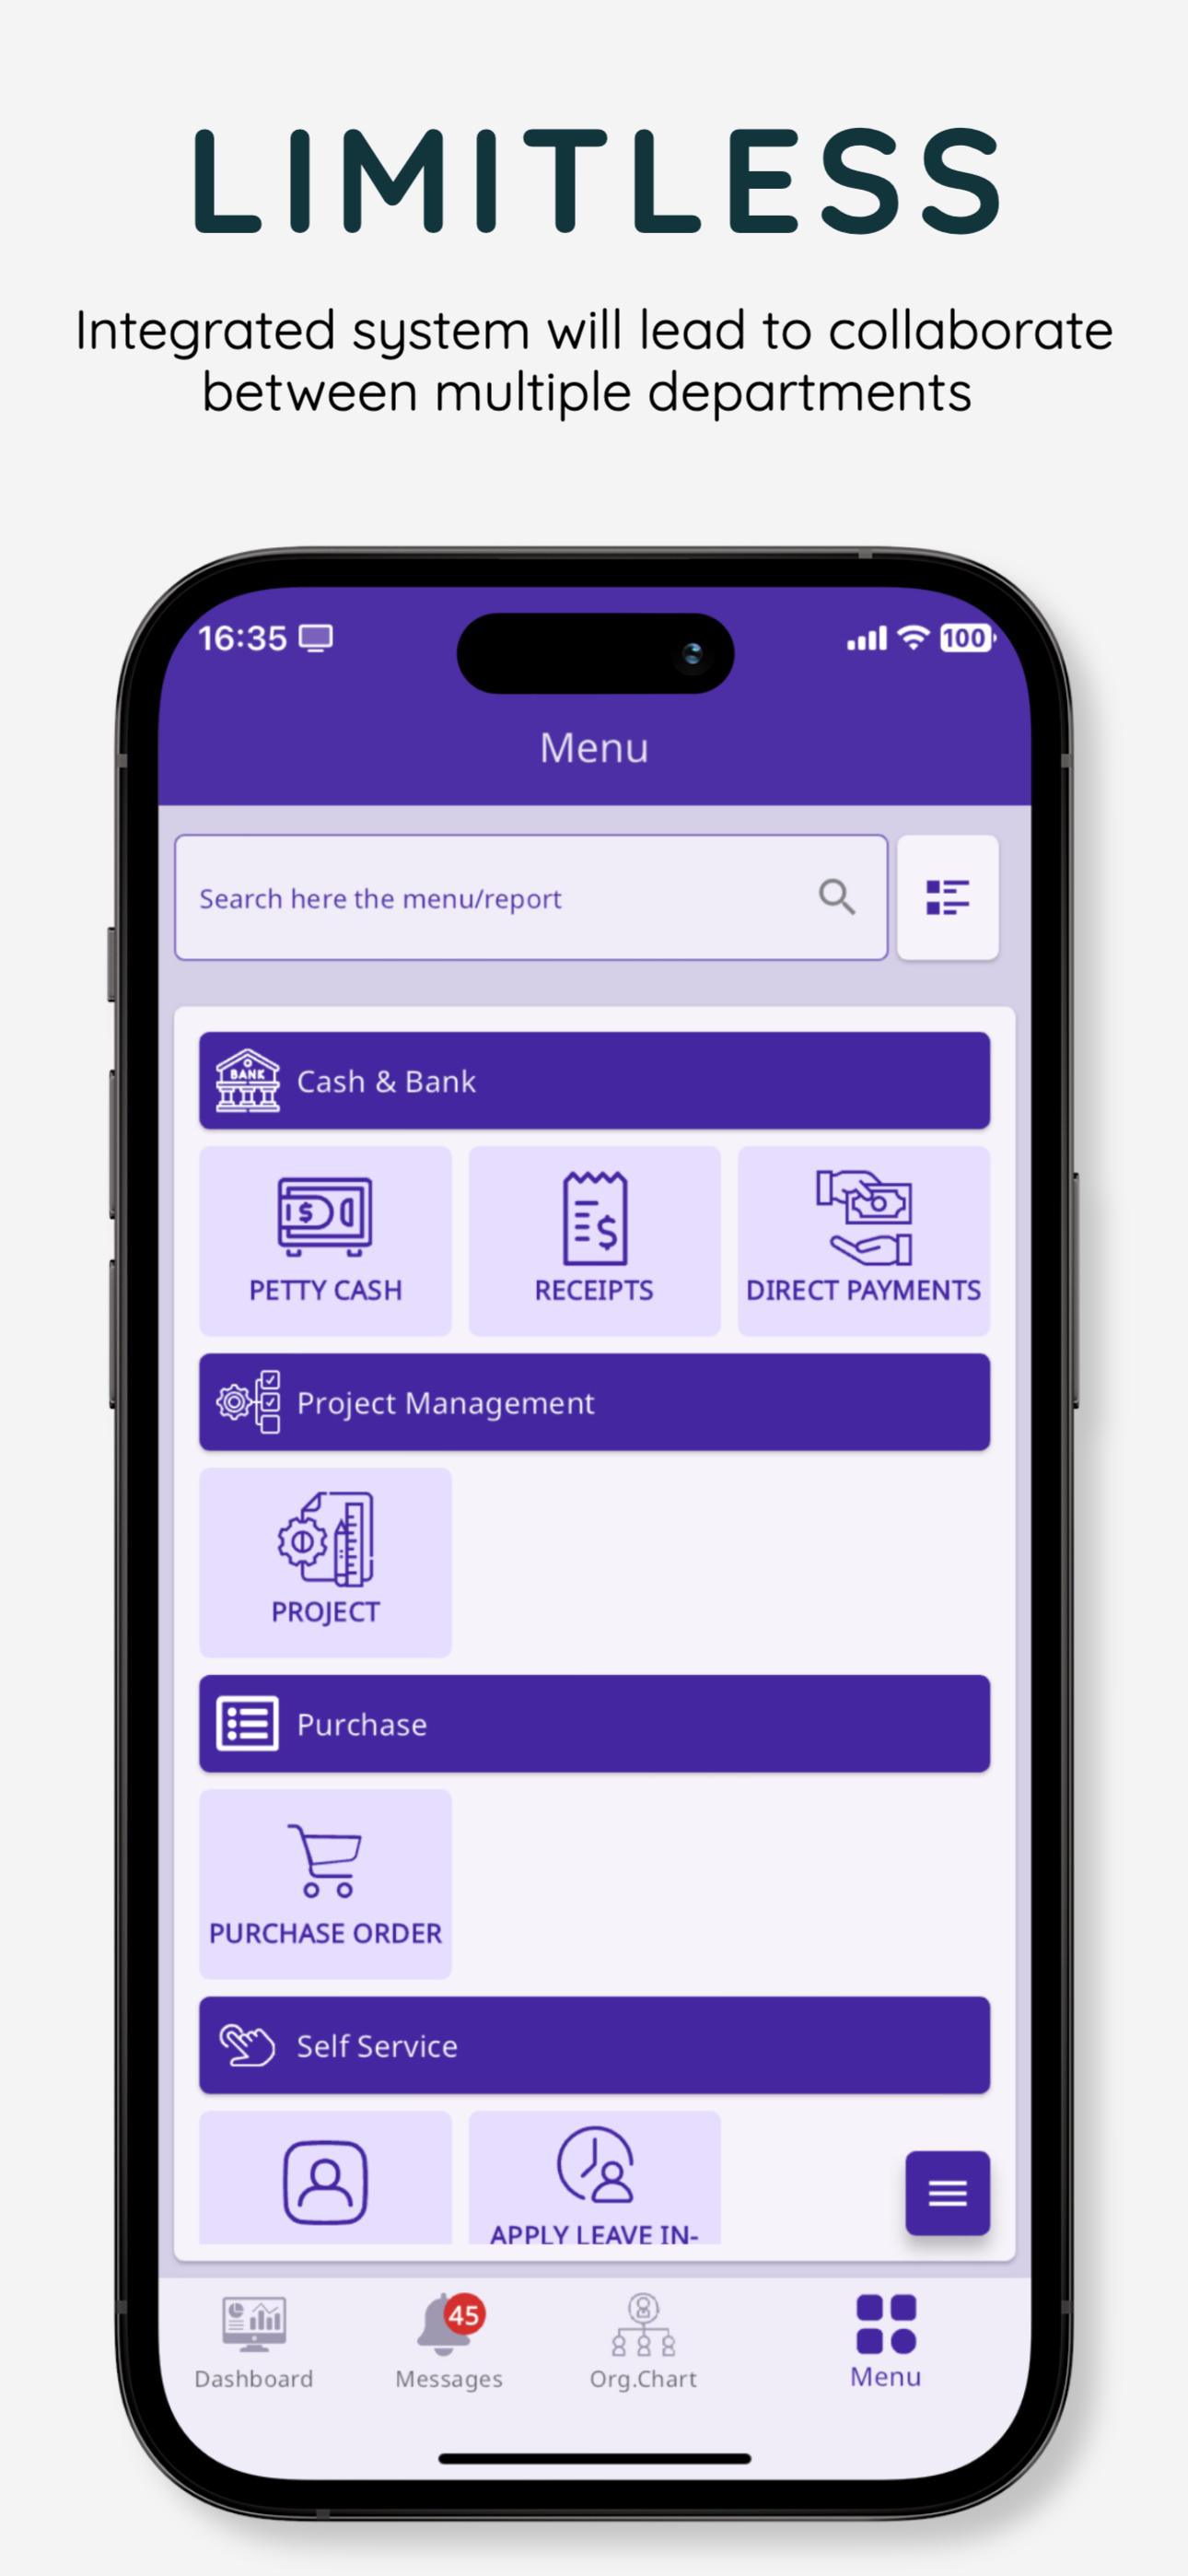 LIMITLESS
Integrated system will lead to collaborate
between multiple departments
16:35
100
Menu
Search here the menu/report
BANK
Cash & Bank
PETTY CASH
RECEIPTS
DIRECT PAYMENTS
Project Management
PROJECT
Purchase
PURCHASE ORDER
Self Service
APPLY LEAVE IN-
45
Dashboard
Messages
Org.Chart
Menu